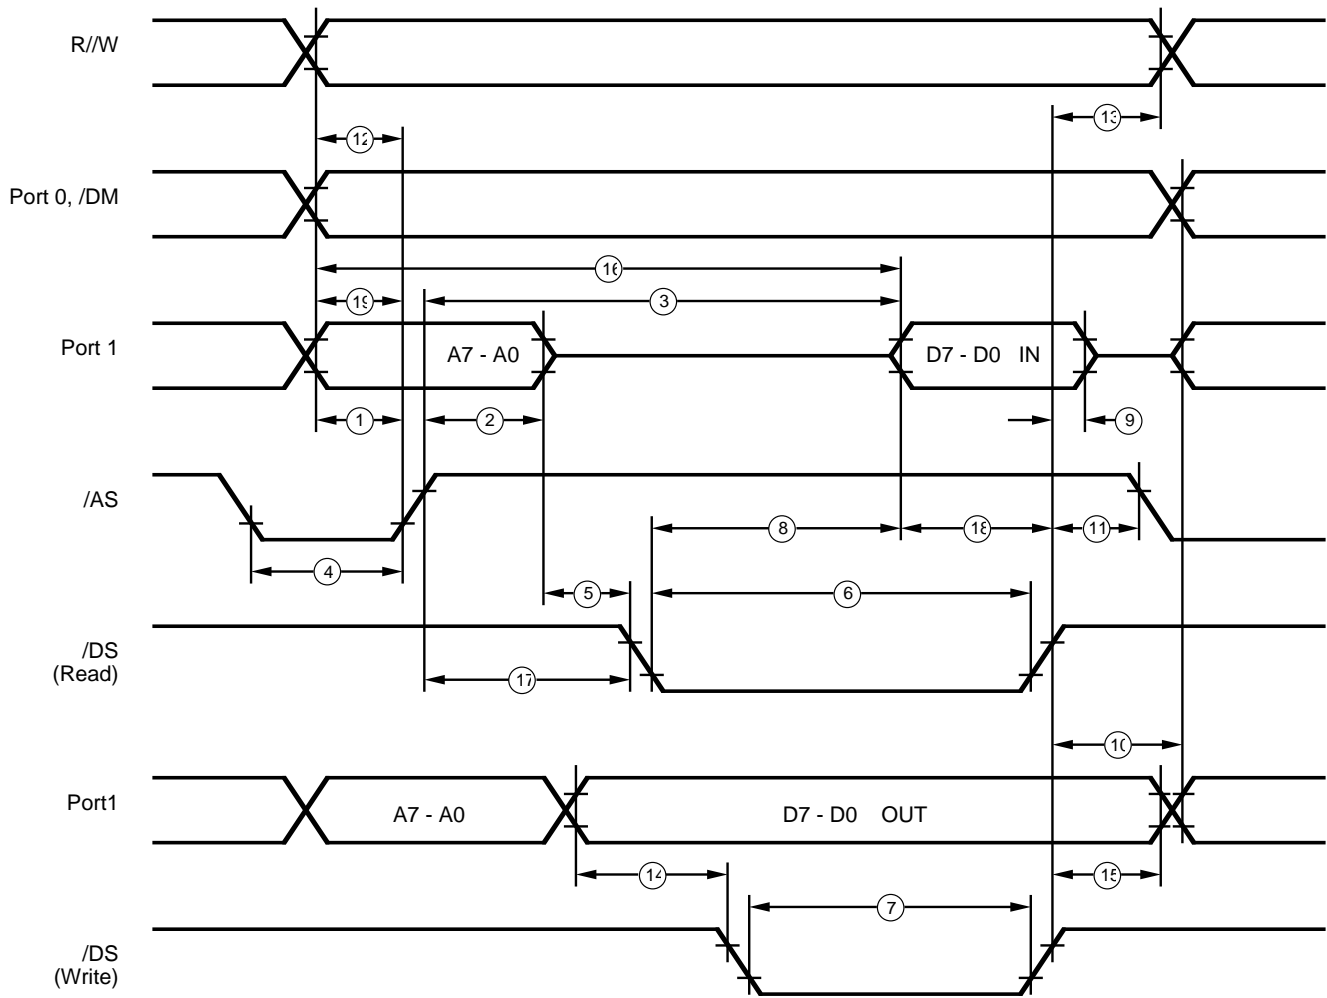 R//W
13
12
Port 0, /DM
16
19
3
Port 1
A7 - A0
D7 - D0 IN
1
2
9
/AS
8
18
11
4
5
6
/DS
(Read)
17
10
Port1
A7 - A0
D7 - D0 OUT
14
15
7
/DS
(Write)